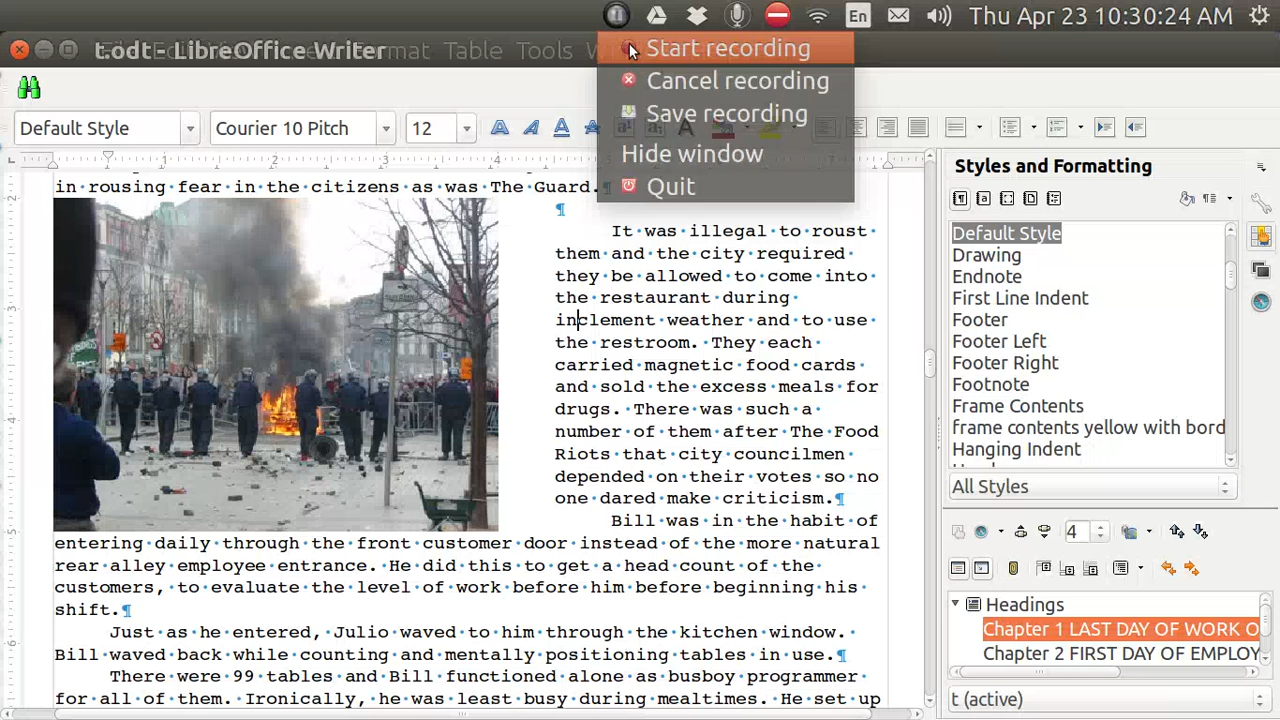 En
Thu Apr 23 10:30:24 AM
t.odt - LibreOffice Writer
Format
Tools
Start recording
Cancel recording
Save recording
Hide window
Quit
Default Style
Courier 10 Pitch
12
1
2
3
4
6
7
Styles and Formatting
in rousing fear in the citizens as was The Guard.¶
¶
It was illegal to roust
them and the city required
they be allowed to come into
the restaurant during
inclement weather and to use
the restroom. They each
carried magnetic food cards
and sold the excess meals for
drugs. There was such a
number of them after The Food
Riots that city councilmen
depended on their votes so no
one dared make criticism.¶
Bill was in the habit of
entering daily through the front customer door instead of the more natural
rear alley employee entrance. He did this to get a head count of the
customers, to evaluate the level of work before him before beginning his
shift.¶
Just as he entered, Julio waved to him through the kitchen window.
Bill waved back while counting and mentally positioning tables in use.¶
There were 99 tables and Bill functioned alone as busboy programmer
for all of them. Ironically, he was least busy during mealtimes. He set up
Default Style
Drawing
Endnote
First Line Indent
Footer
Footer Left
Footer Right
Footnote
Frame Contents
frame contents yellow with bord
Hanging Indent
All Styles
4
Headings
Chapter 1 LAST DAY OF WORK O
Chapter 2 FIRST DAY OF EMPLOY
t (active)